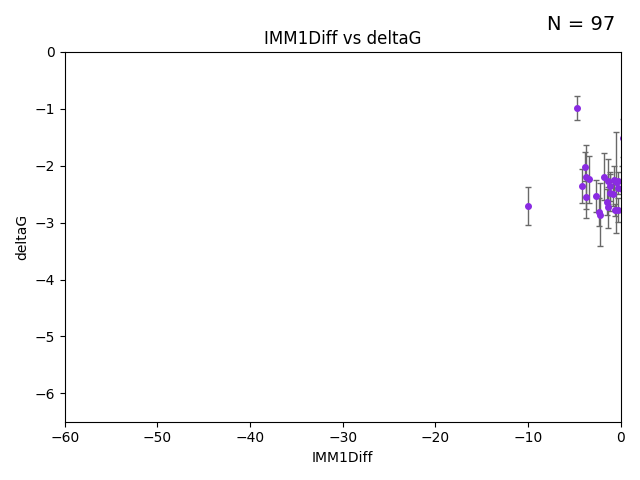 N = 97
IMM1Diff vs deltaG
0
−1
−2
−3
−4
−5
−6
deltaG
−60 −50 −40 −30 −20 −10 0
IMM1Diff